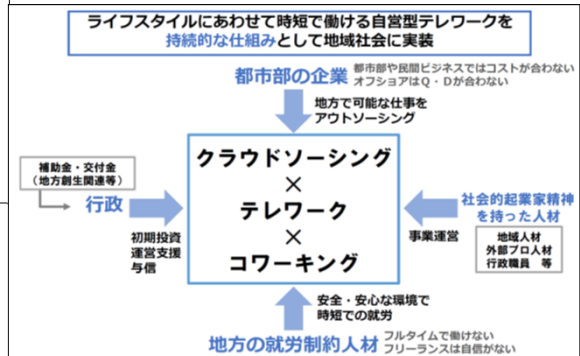 ライフスタイルにあわせて時短で働ける自営型テレワークを
持続的な仕組みとして地域社会に実装
都市部の企業
都市部や民間ビジネスではコストが合わない
オフショアはQ・Dが合わない
地方で可能な仕事を
アウトソーシング
補助金・交付金
（地方創生関連等）
行政
初期投資
運営支援
与信
クラウドソーシング
×
テレワーク
×
コワーキング
社会的起業家精神
を持った人材
事業運営
地域人材
外部プロ人材
行政職員　等
安全・安心な環境で
時短での就労
地方の就労制約人材
フルタイムで働けない
フリーランスは自信がない